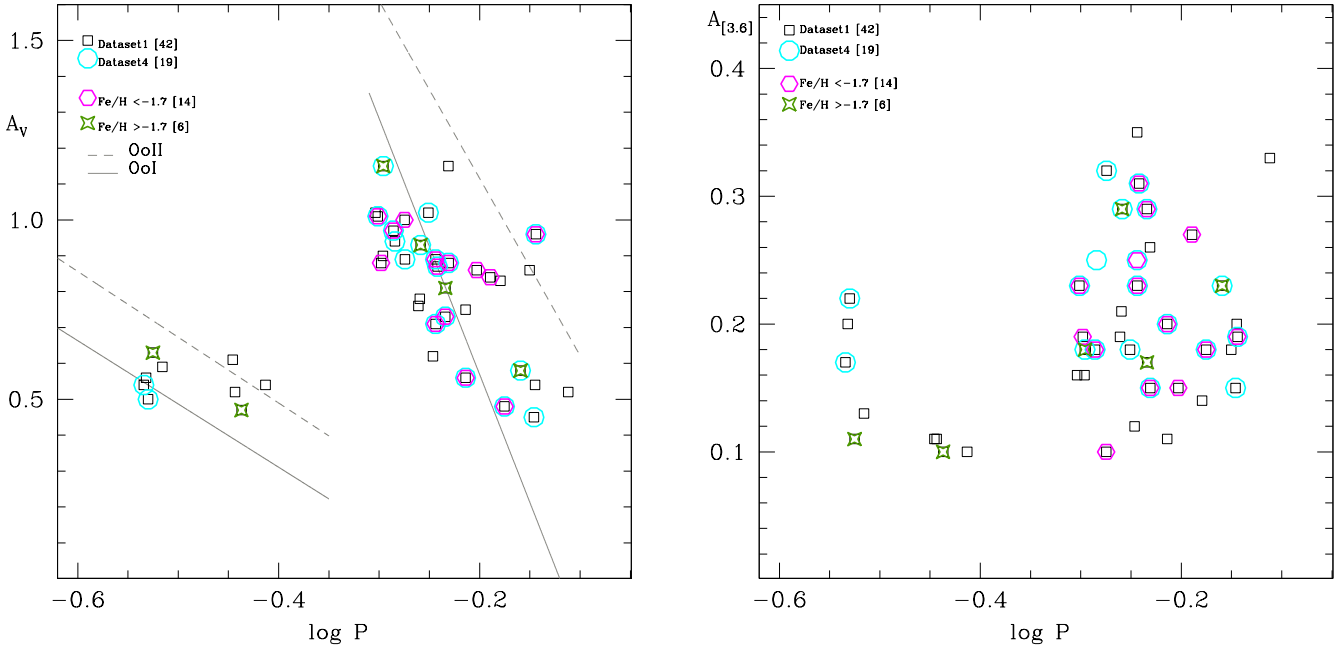 1.5
1.0
0.5
A_V
Dataset1 [42]
Dataset4 [19]
Fe/H <−1.7 [14]
Fe/H >−1.7 [6]
OoII
OoI
−0.6
−0.4
−0.2
log P
A_[3.6]
0.4
0.3
0.2
0.1
Dataset1 [42]
Dataset4 [19]
Fe/H <−1.7 [14]
Fe/H >−1.7 [6]
−0.6
−0.4
−0.2
log P